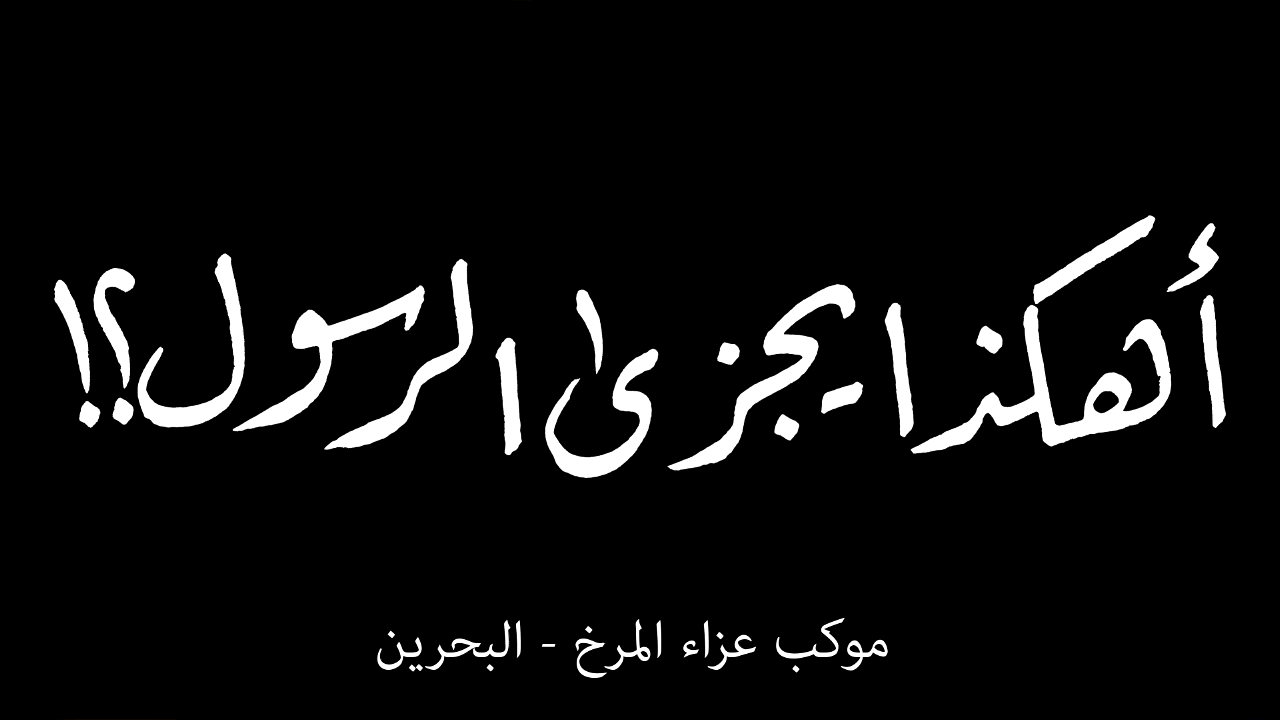 أهكذا يجزىٰ الرسول؟!
موكب عزاء المرخ - البحرين